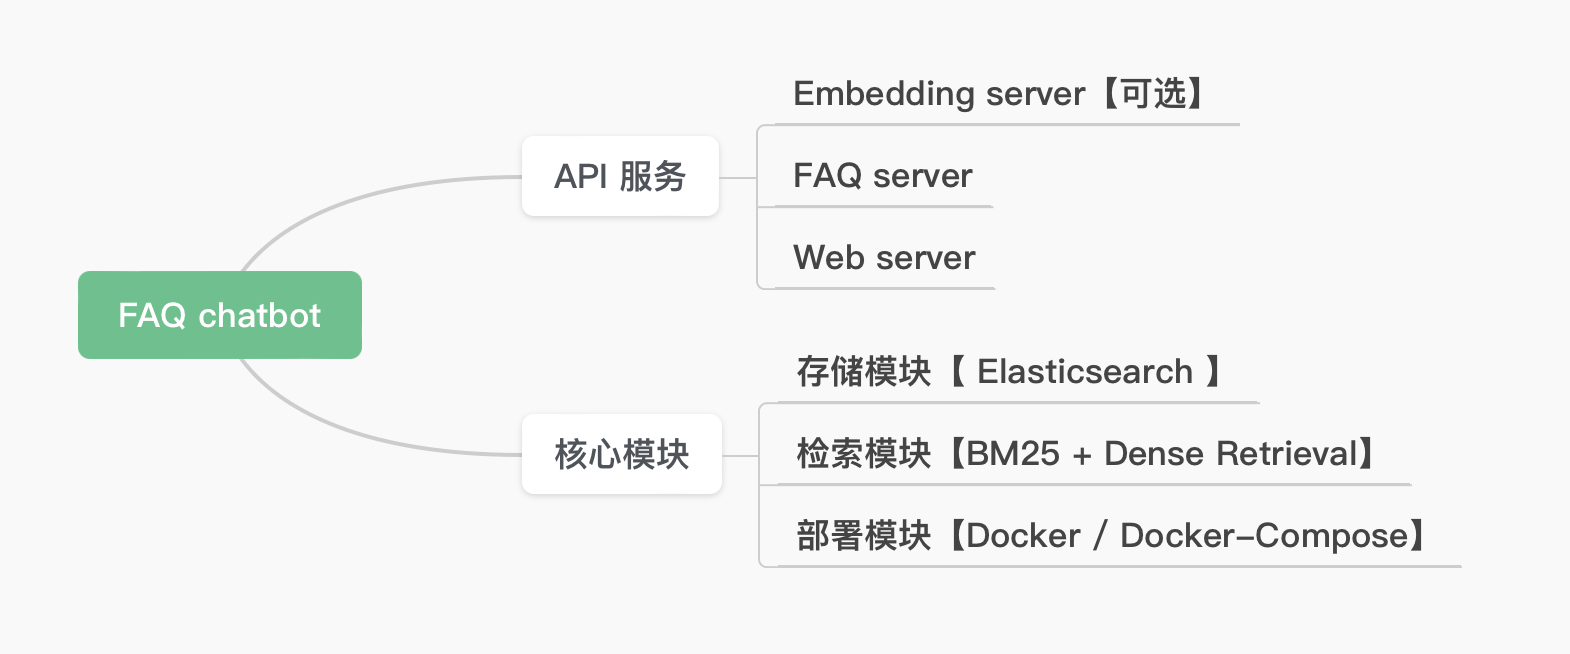 FAQ chatbot
API 服务
Embedding server【可选】
FAQ server
Web server
核心模块
存储模块【 Elasticsearch 】
检索模块【BM25 + Dense Retrieval】
部署模块【Docker / Docker-Compose】